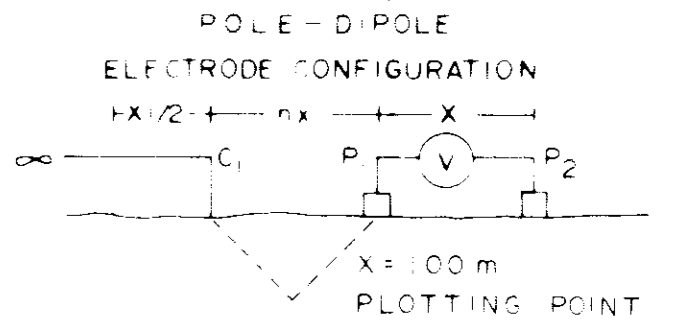 POLE-DIPOLE
ELECTRODE CONFIGURATION
X/2 nx X
∞ C1 P1 V P2
X = 100 m
PLOTTING POINT